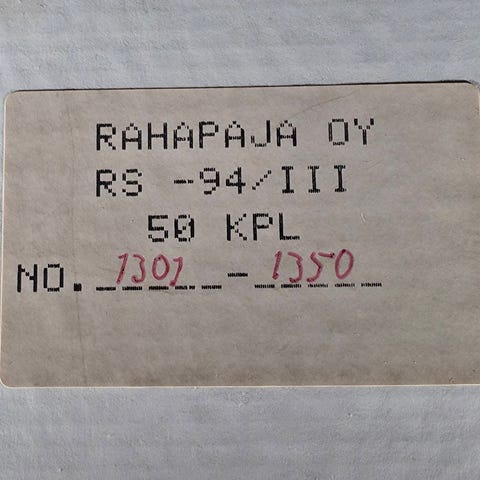 RAHAPAJA OY
RS -94/III
50 KPL
NO. 1301 - 1350